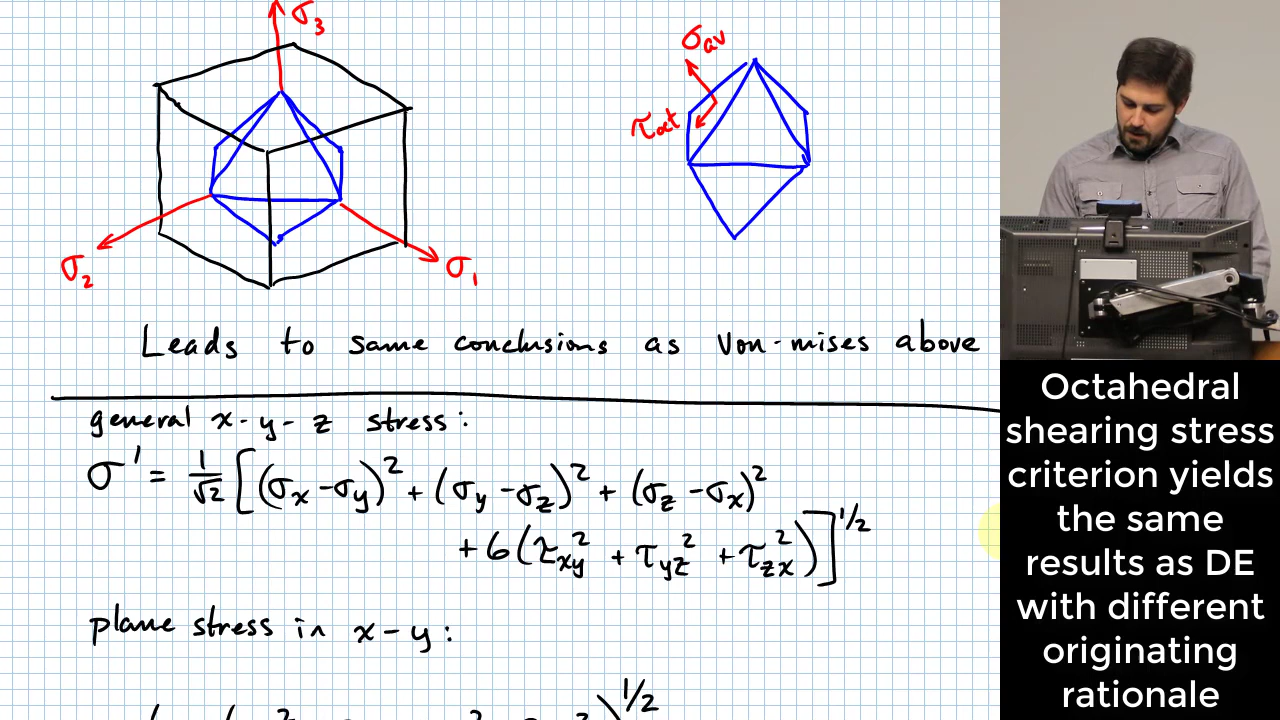 σ₃
σ₂
σ₁
σav
τoct
Leads to same conclusions as von-mises above
general x-y-z stress:
σ' = 1/√2 [(σx -σy)² + (σy -σz)² + (σz -σx)²
+ 6(τxy² + τyz² + τzx²)]^1/2
plane stress in x-y:
Octahedral
shearing stress
criterion yields
the same
results as DE
with different
originating
rationale